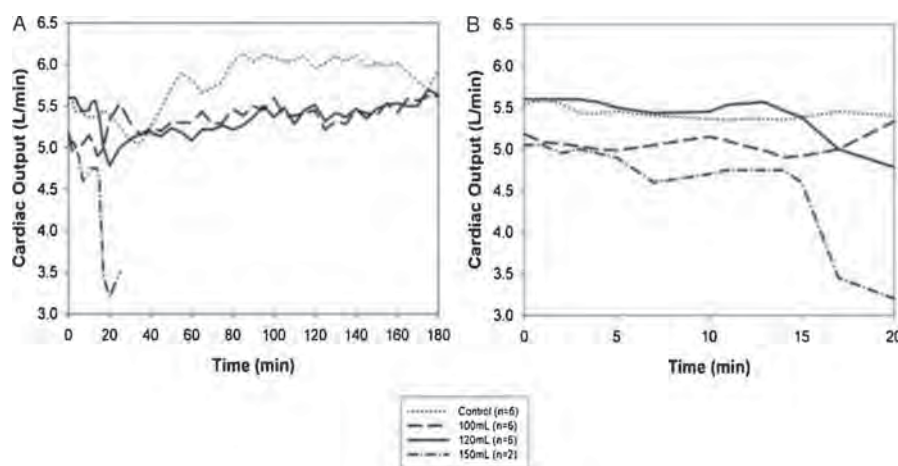 A
B
Cardiac Output (L/min)
6.5
6.0
5.5
5.0
4.5
4.0
3.5
3.0
0 20 40 60 80 100 120 140 160 180
Time (min)
Cardiac Output (L/min)
6.5
6.0
5.5
5.0
4.5
4.0
3.5
3.0
0 5 10 15 20
Time (min)
Control (n=6)
100mL (n=6)
120mL (n=6)
150mL (n=2)